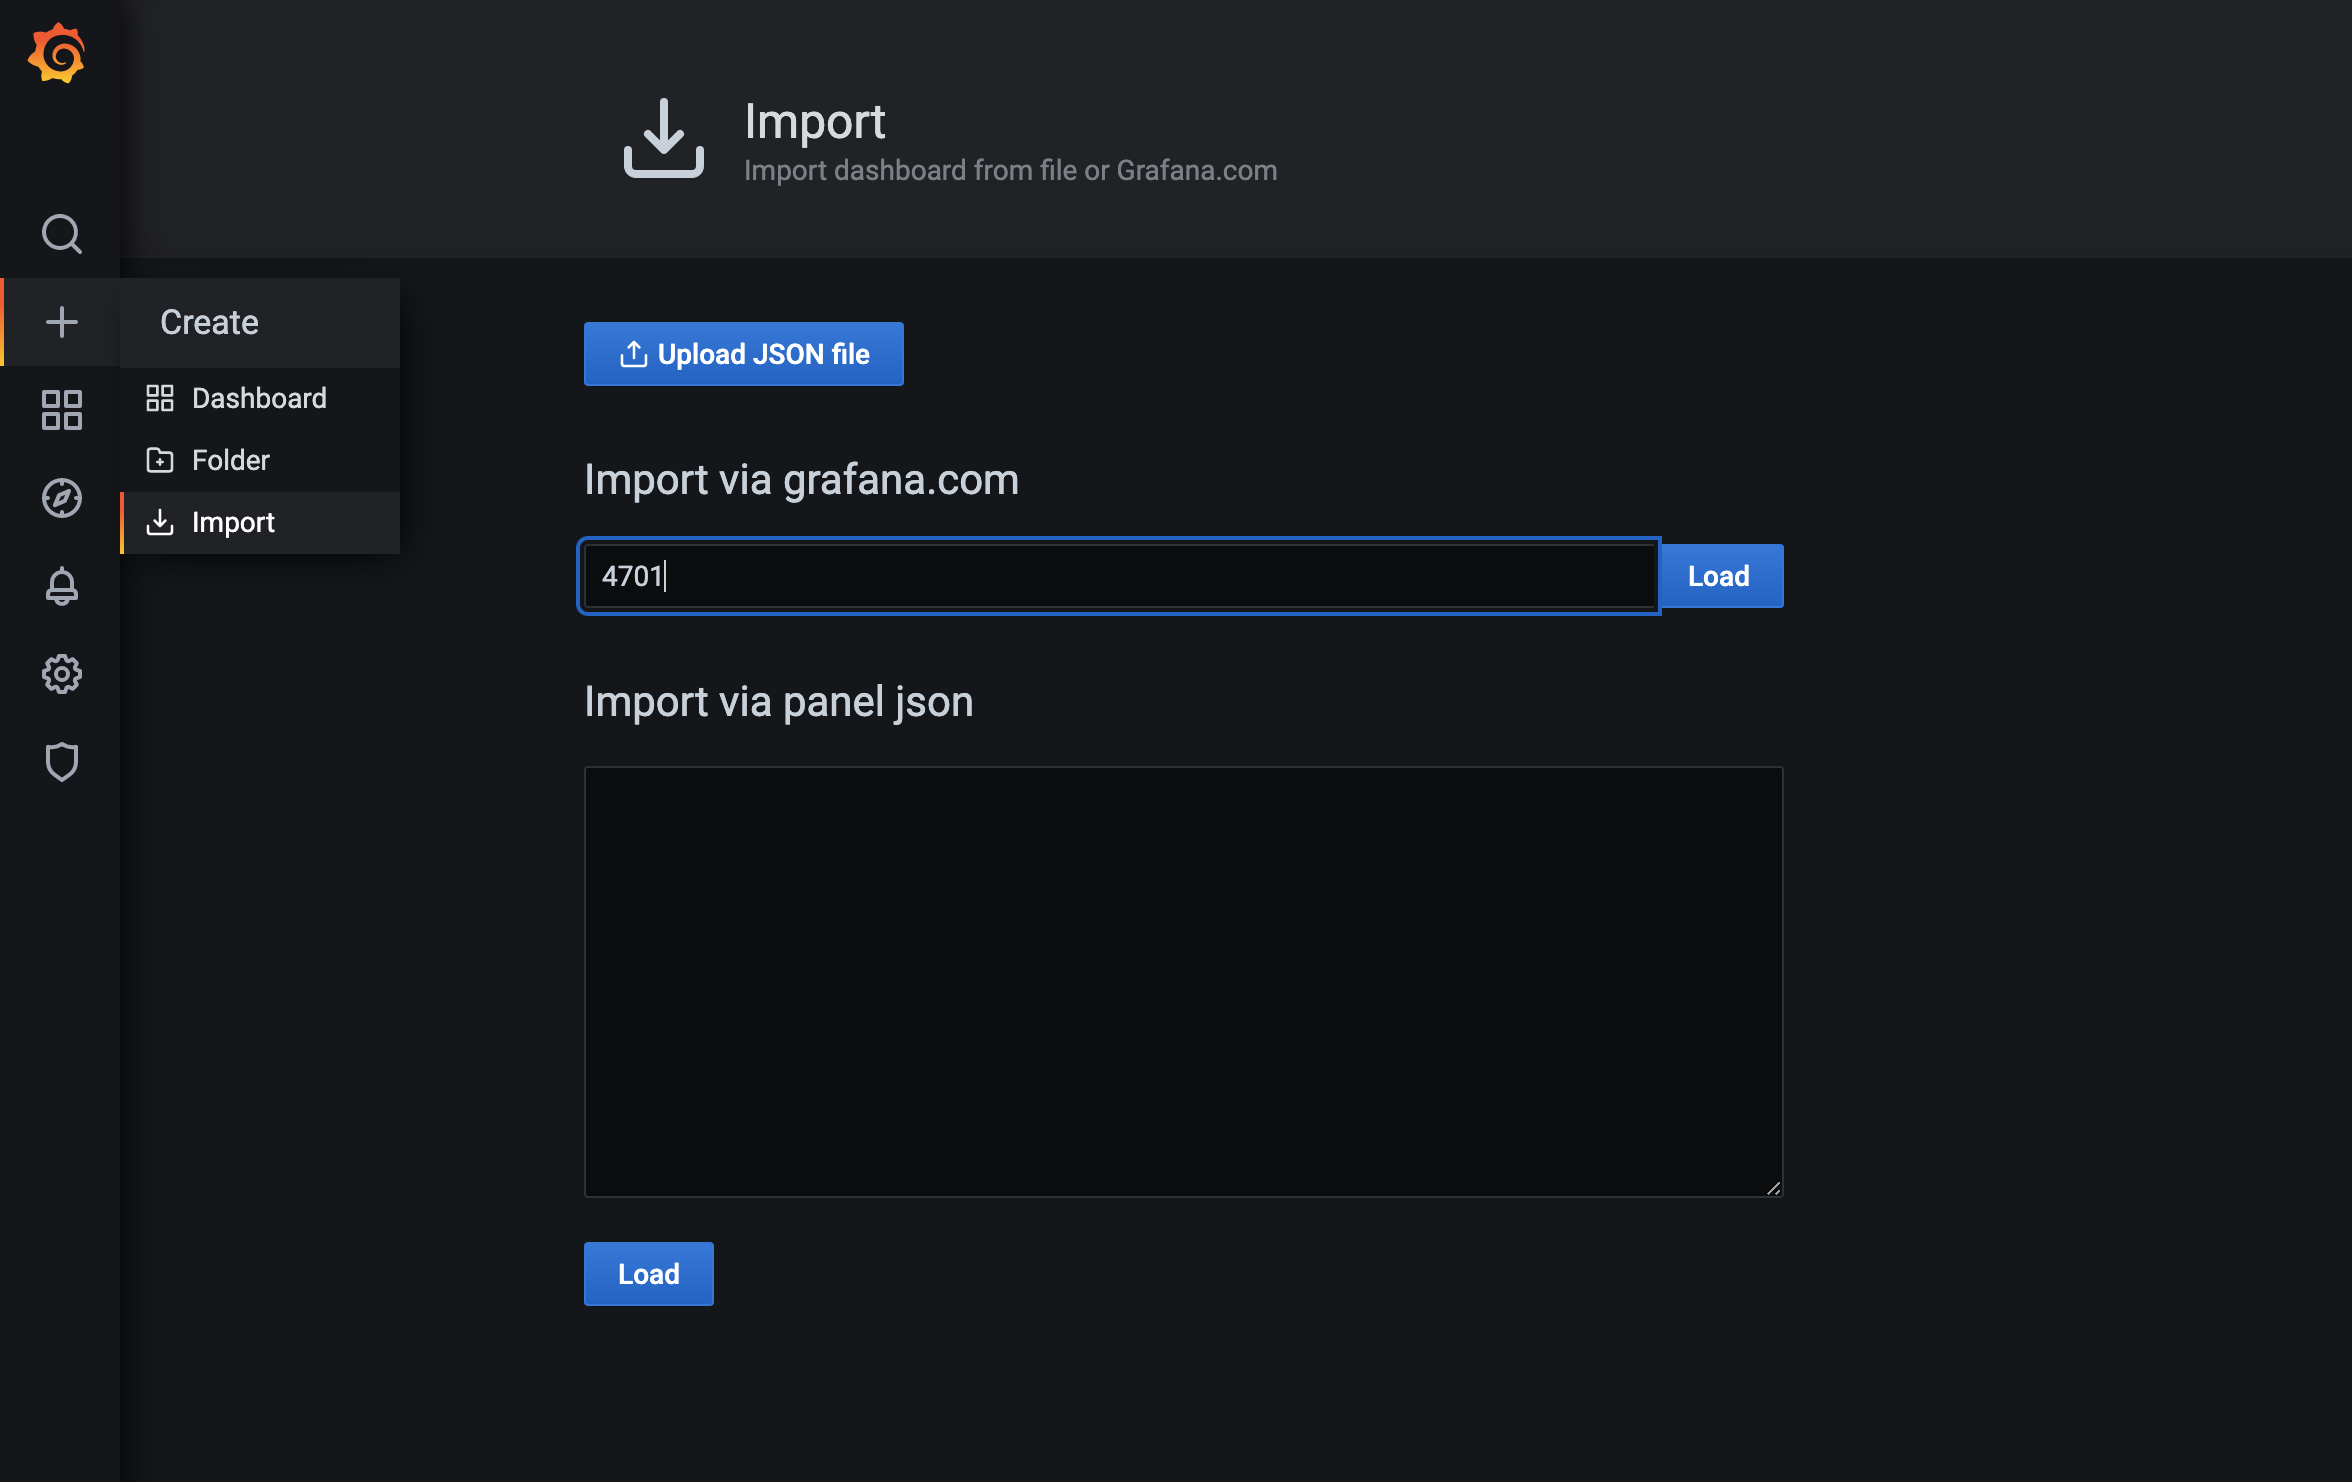 Import
Import dashboard from file or Grafana.com
Create
Dashboard
Folder
Import
Upload JSON file
Import via grafana.com
4701
Load
Import via panel json
Load